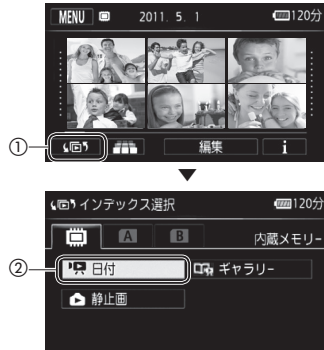 MENU 2011. 5. 1 120分
① 編集 i
インデックス選択 120分
A B 内蔵メモリー
② 日付 ギャラリー
静止画